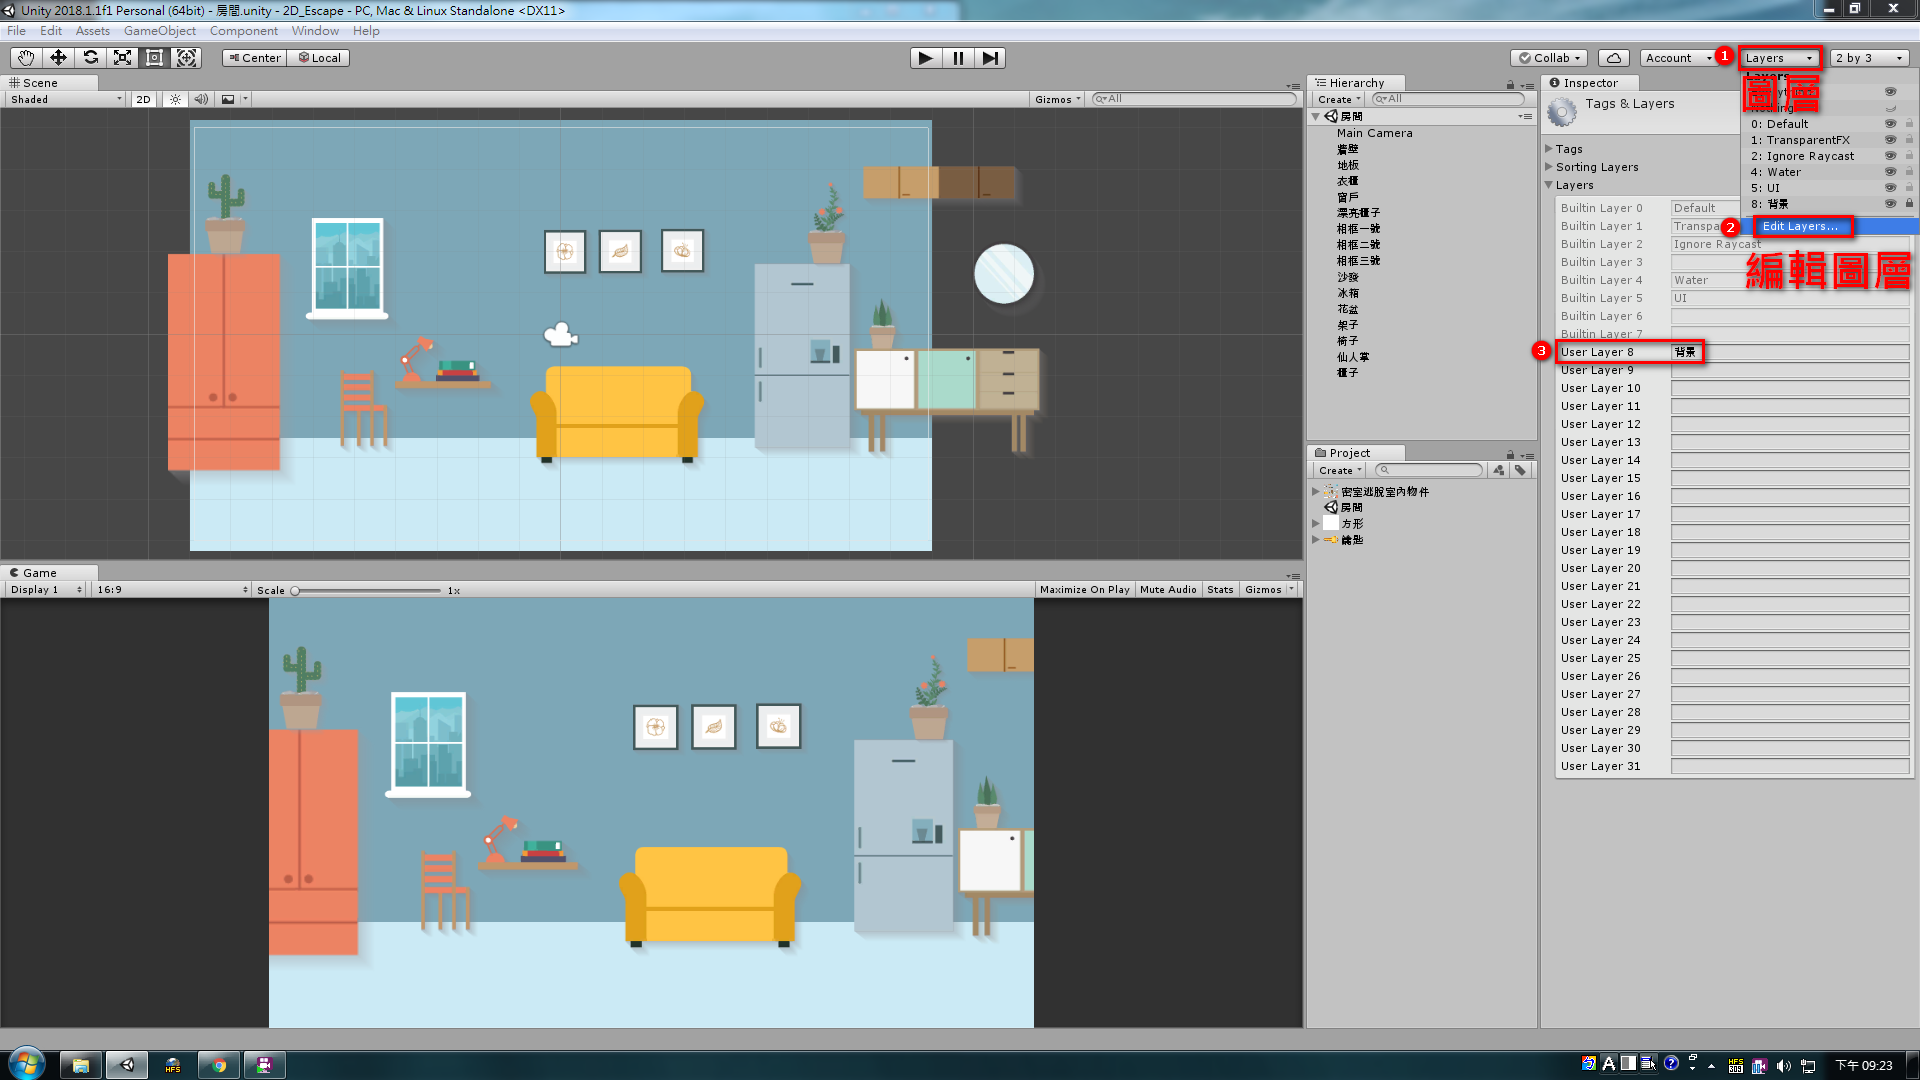 Unity 2018.1.1f1 Personal (64bit) - 房間.unity - 2D_Escape - PC, Mac & Linux Standalone <DX11>
File Edit Assets GameObject Component Window Help
Center Local Collab Account 1 Layers 2 by 3
Scene
Shaded 2D Gizmos All
Hierarchy
Create All
房間
Main Camera
牆壁
地板
衣櫃
窗戶
漂亮櫃子
相框一號
相框二號
相框三號
沙發
冰箱
花盆
架子
椅子
仙人掌
櫃子
Project
Create
密室逃脫室內物件
房間
方形
鑰匙
Inspector
Tags & Layers
Tags
Sorting Layers
Layers
Builtin Layer 0 Default
Builtin Layer 1 Transpa
Builtin Layer 2 Ignore Raycast
Builtin Layer 3
Builtin Layer 4 Water
Builtin Layer 5 UI
Builtin Layer 6
Builtin Layer 7
3 User Layer 8 背景
User Layer 9
User Layer 10
User Layer 11
User Layer 12
User Layer 13
User Layer 14
User Layer 15
User Layer 16
User Layer 17
User Layer 18
User Layer 19
User Layer 20
User Layer 21
User Layer 22
User Layer 23
User Layer 24
User Layer 25
User Layer 26
User Layer 27
User Layer 28
User Layer 29
User Layer 30
User Layer 31
Layers
圖層
0: Default
1: TransparentFX
2: Ignore Raycast
4: Water
5: UI
8: 背景
2 Edit Layers...
編輯圖層
Game
Display 1 16:9 Scale 1x Maximize On Play Mute Audio Stats Gizmos
HFS
A
HFS
下午 09:23